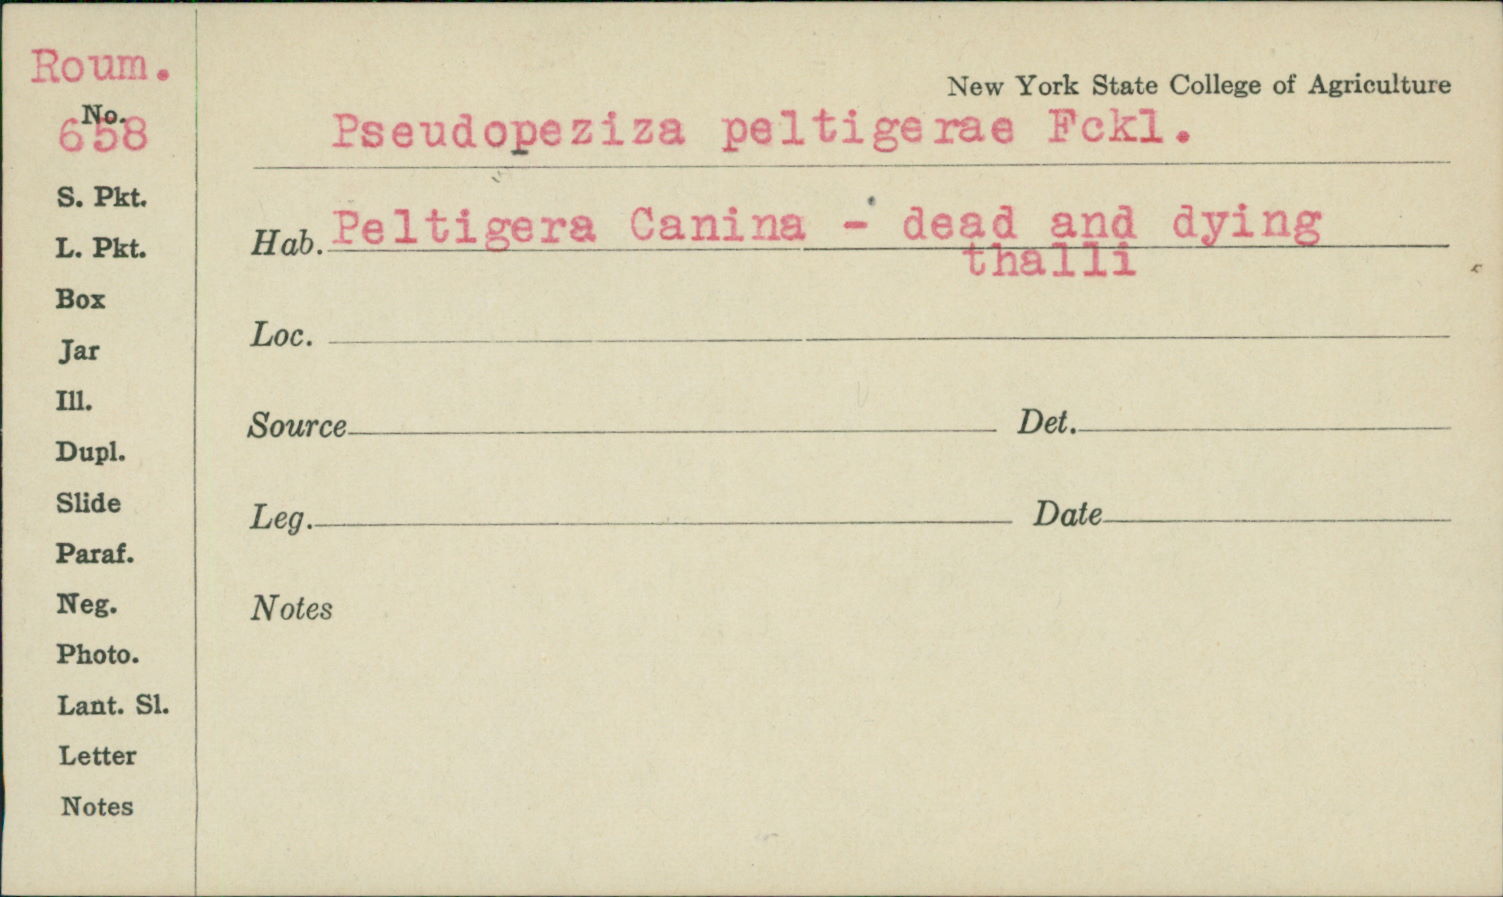 Roum.
No.
658
S. Pkt.
L. Pkt.
Box
Jar
Ill.
Dupl.
Slide
Paraf.
Neg.
Photo.
Lant. Sl.
Letter
Notes
New York State College of Agriculture
Pseudopeziza peltigerae Fckl.
Hab. Peltigera Canina - dead and dying
thalli
Loc.
Source Det.
Leg. Date
Notes